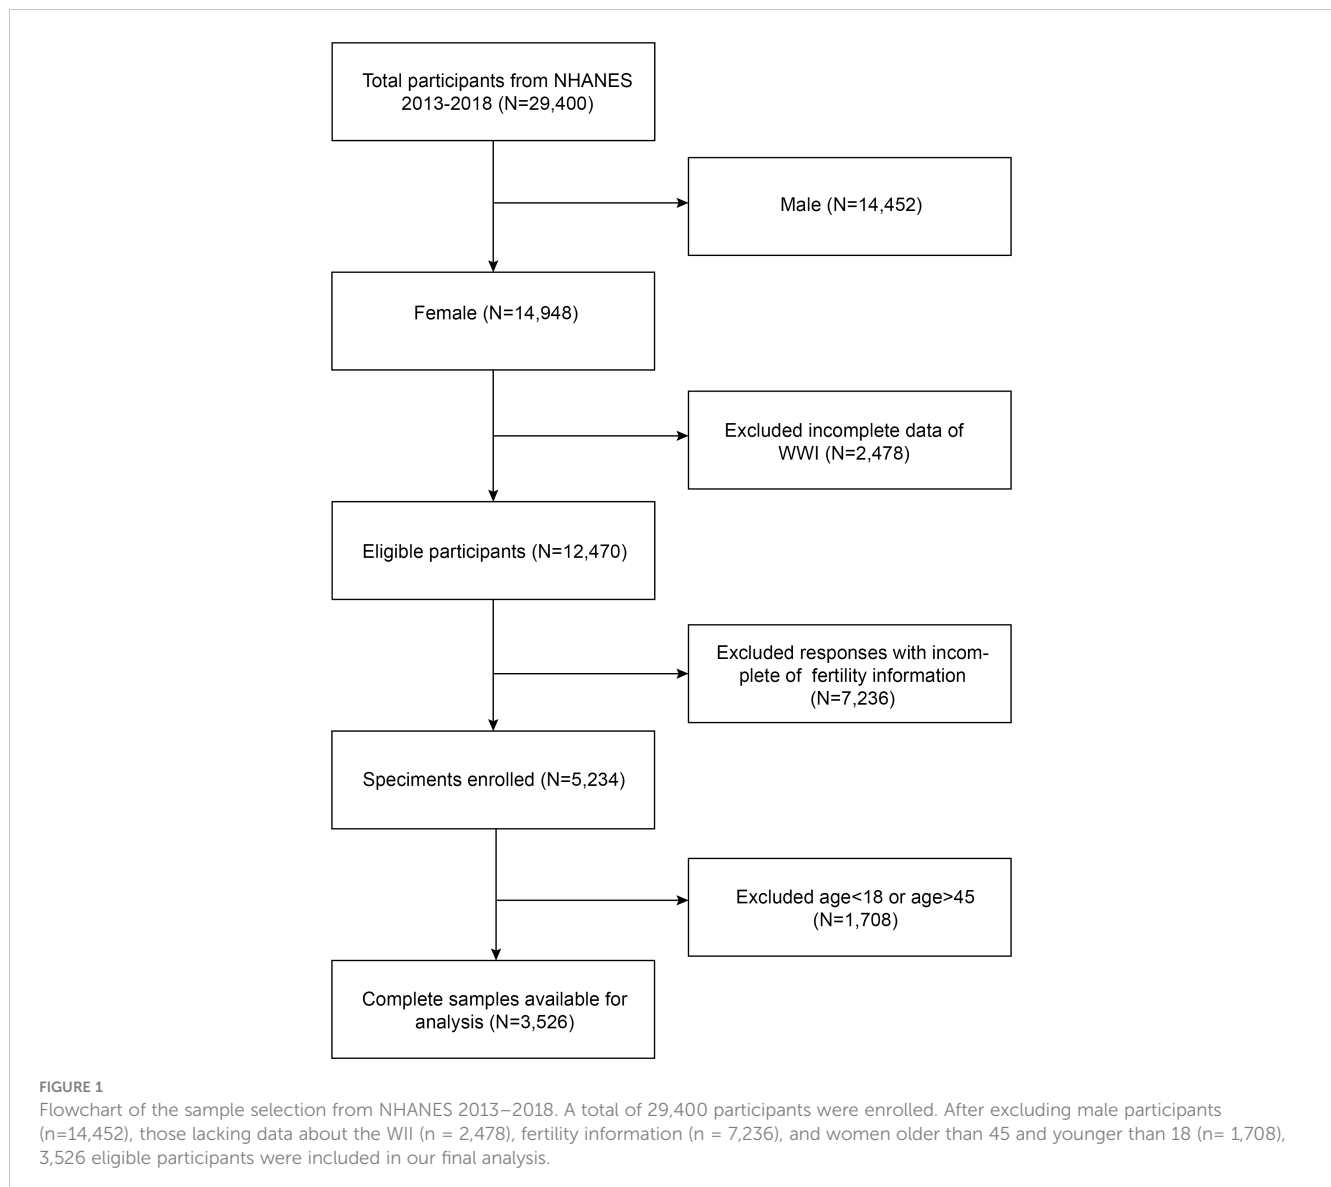 Total participants from NHANES
2013-2018 (N=29,400)
Male (N=14,452)
Female (N=14,948)
Excluded incomplete data of
WWI (N=2,478)
Eligible participants (N=12,470)
Excluded responses with incom-
plete of fertility information
(N=7,236)
Speciments enrolled (N=5,234)
Excluded age<18 or age>45
(N=1,708)
Complete samples available for
analysis (N=3,526)
FIGURE 1
Flowchart of the sample selection from NHANES 2013–2018. A total of 29,400 participants were enrolled. After excluding male participants
(n=14,452), those lacking data about the WII (n = 2,478), fertility information (n = 7,236), and women older than 45 and younger than 18 (n= 1,708),
3,526 eligible participants were included in our final analysis.